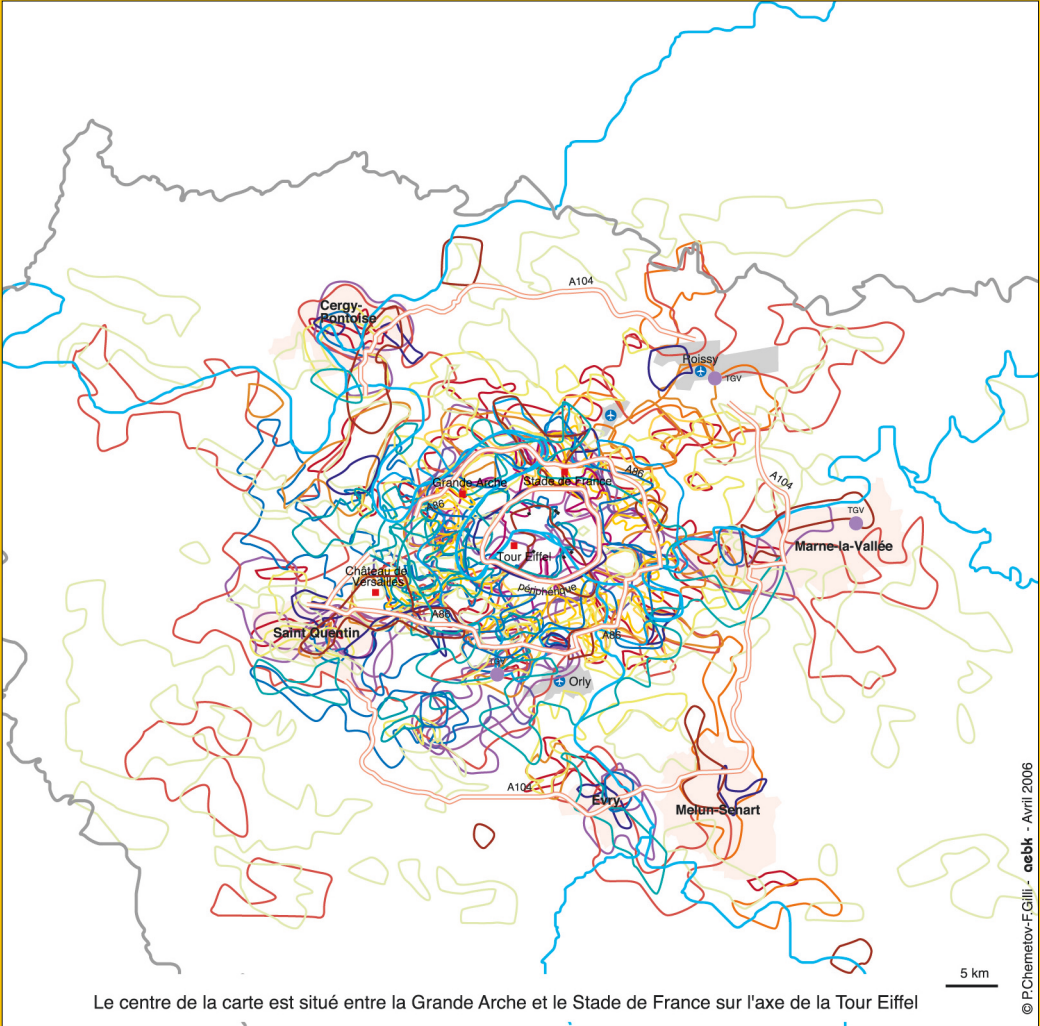 A104
Cergy-
Pontoise
Roissy
TGV
A86
Grande Arche
Stade de France
A104
A86
TGV
Marne-la-Vallée
Tour Eiffel
Château de
Versailles
périphérique
A86
A86
Saint Quentin
TGV
Orly
A104
Evry
Melun-Senart
5 km
Le centre de la carte est situé entre la Grande Arche et le Stade de France sur l'axe de la Tour Eiffel
© P.Chemetov-F.Gilli - aebk - Avril 2006